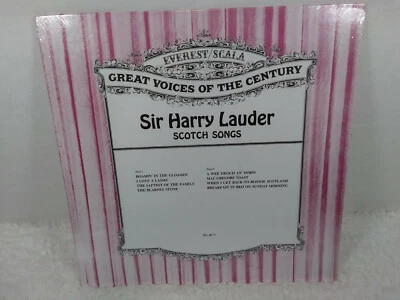 EVEREST/SCALA
GREAT VOICES OF THE CENTURY
Sir Harry Lauder
SCOTCH SONGS
ROAMIN' IN THE GLOAMIN'
I LOVE A LASSIE
THE SAFTEST OF THE FAMILY
THE BLARNEY STONE
A WEE DEOCH AN' DORIS
MAC GREGORS TOAST
WHEN I GET BACK TO BONNIE SCOTLAND
BREAKFAST IN BED ON SUNDAY MORNING